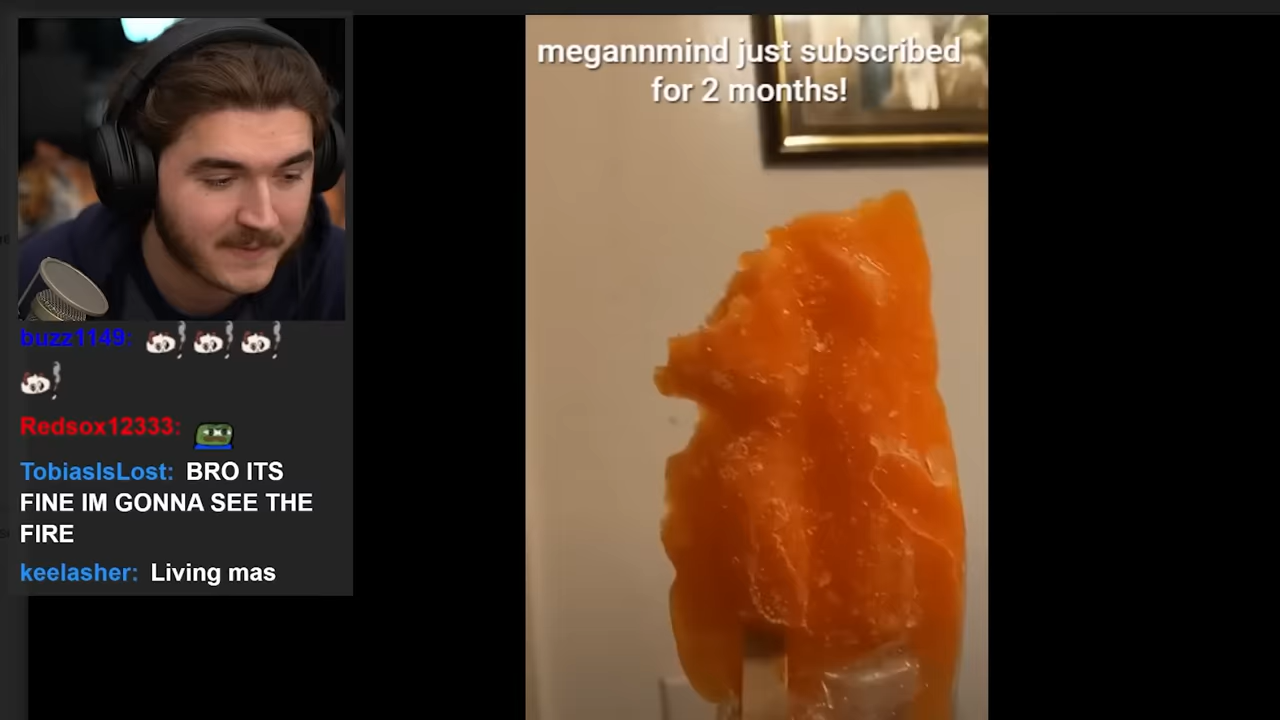 megannmind just subscribed
for 2 months!
buzz1149:
Redsox12333:
TobiasIsLost: BRO ITS
FINE IM GONNA SEE THE
FIRE
keelasher: Living mas